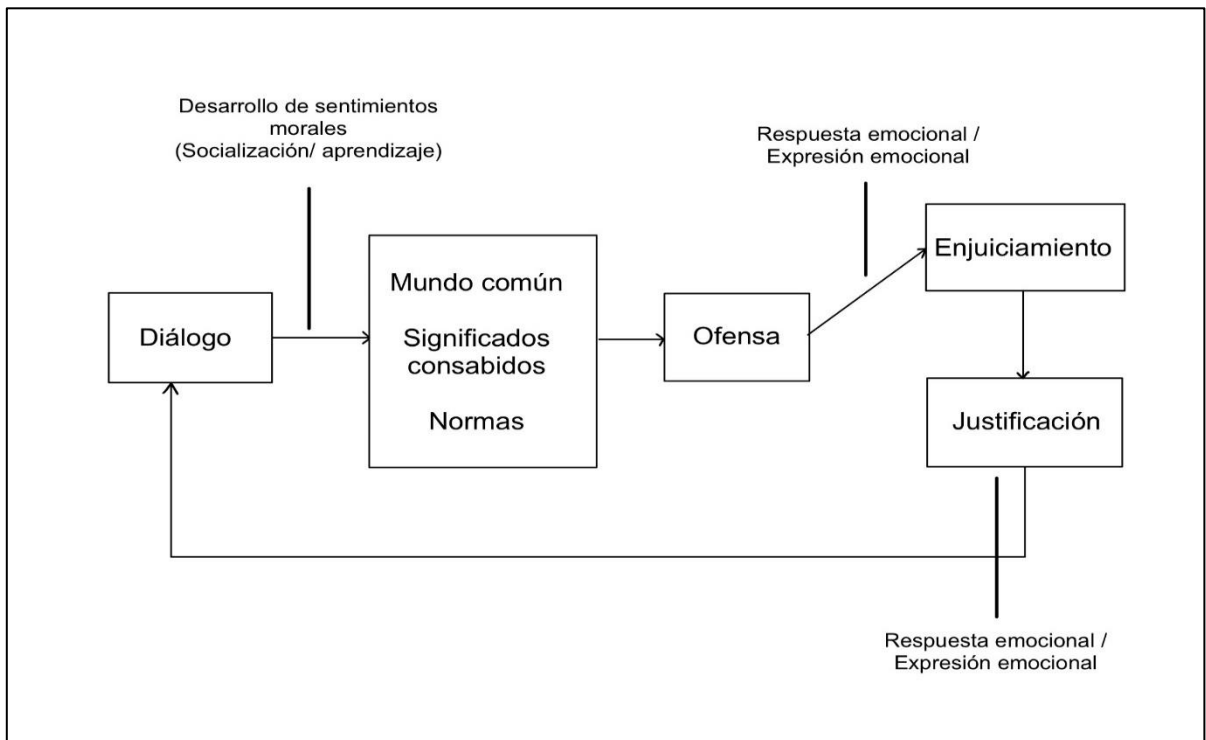 Desarrollo de sentimientos
morales
(Socialización/ aprendizaje)
Respuesta emocional /
Expresión emocional
Diálogo
Mundo común
Significados
consabidos
Normas
Ofensa
Enjuiciamiento
Justificación
Respuesta emocional /
Expresión emocional